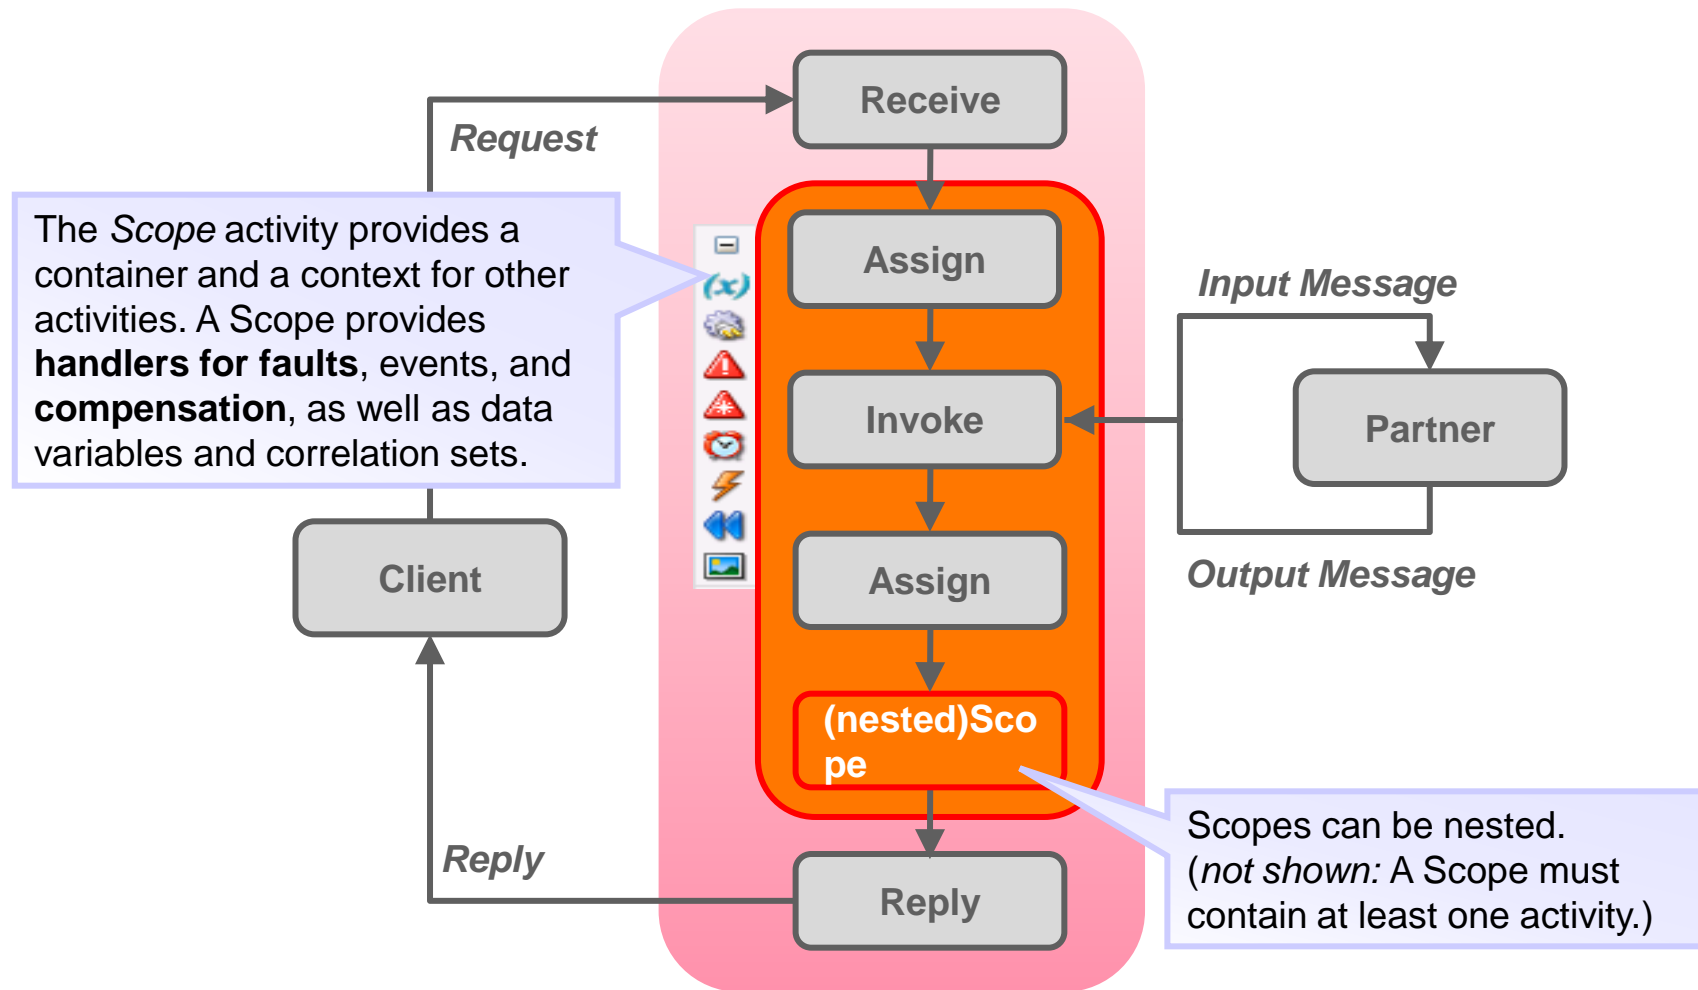 Receive
Request
The Scope activity provides a
container and a context for other
activities. A Scope provides
handlers for faults, events, and
compensation, as well as data
variables and correlation sets.
(x)
Assign
Input Message
Invoke
Partner
Output Message
Client
Assign
(nested)Sco
pe
Scopes can be nested.
(not shown: A Scope must
contain at least one activity.)
Reply
Reply